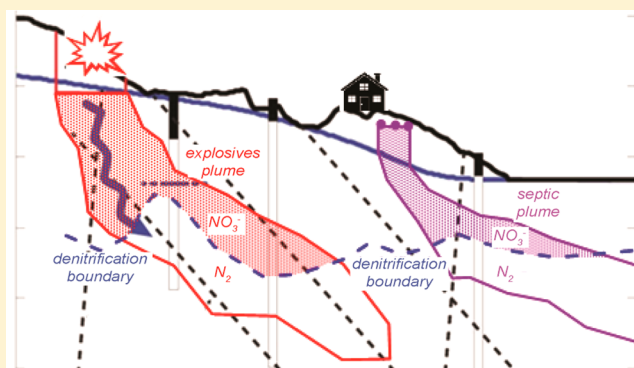 explosives
plume
NO₃⁻
N₂
denitrification
boundary
denitrification
boundary
septic
plume
NO₃⁻
N₂